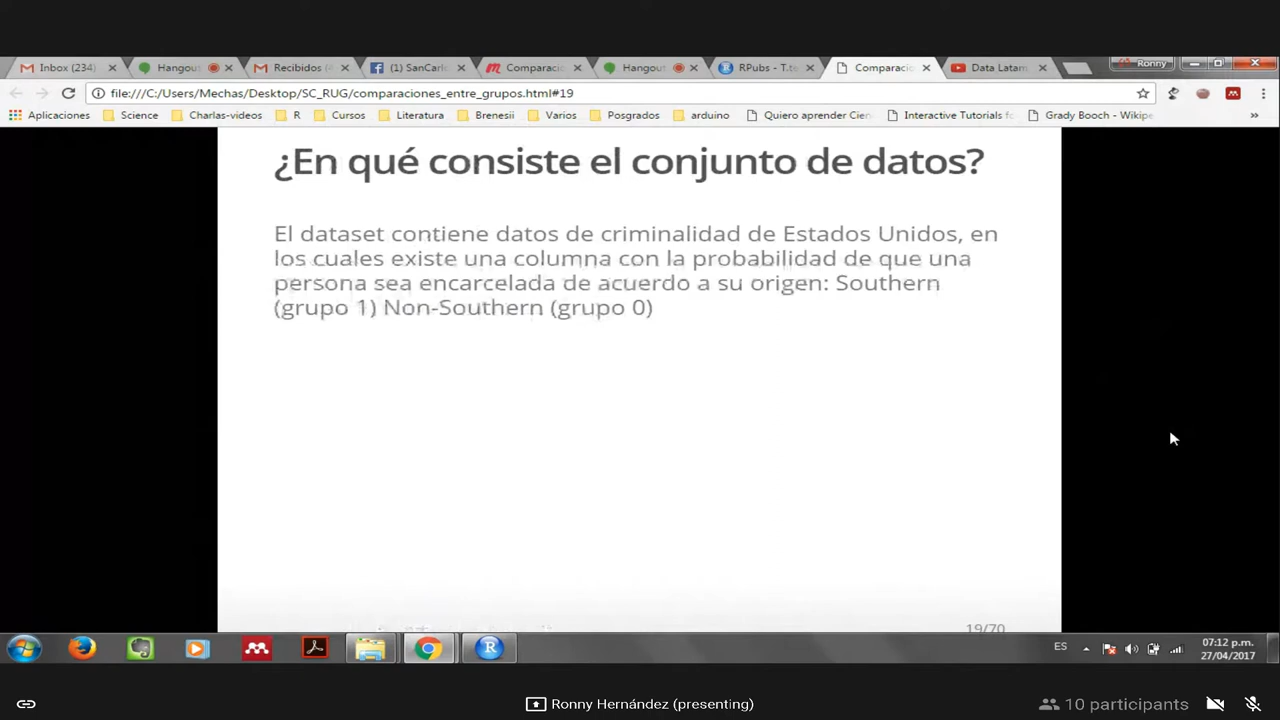 Inbox (234)
Hangou
Recibidos (
(1) SanCarl
Comparaci
Hangout
RPubs - T.te
Comparaci
Data Latam
Ronny
file:///C:/Users/Mechas/Desktop/SC_RUG/comparaciones_entre_grupos.html#19
Aplicaciones
Science
Charlas-videos
R
Cursos
Literatura
Brenesii
Varios
Posgrados
arduino
Quiero aprender Cien
Interactive Tutorials fo
Grady Booch - Wikipe
»
¿En qué consiste el conjunto de datos?
El dataset contiene datos de criminalidad de Estados Unidos, en
los cuales existe una columna con la probabilidad de que una
persona sea encarcelada de acuerdo a su origen: Southern
(grupo 1) Non-Southern (grupo 0)
19/70
ES
07:12 p.m.
27/04/2017
Ronny Hernández (presenting)
10 participants